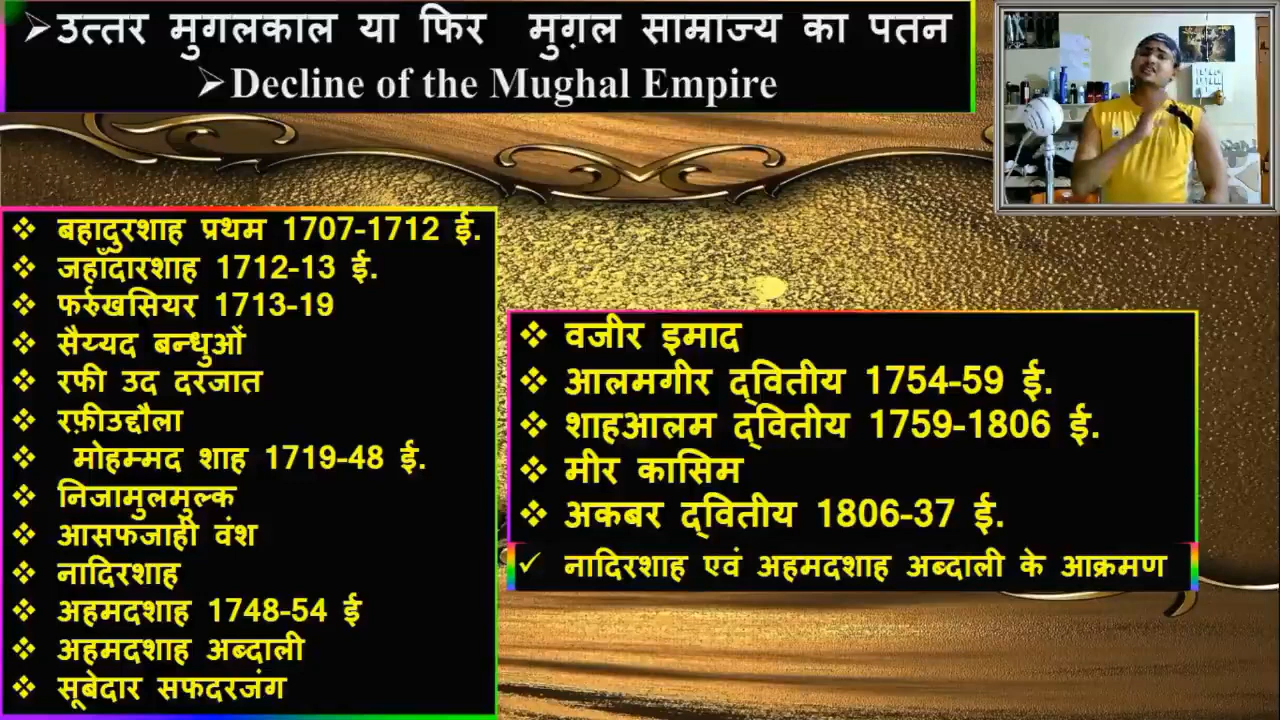 ➢उत्तर मुगलकाल या फिर मुग़ल साम्राज्य का पतन
➢Decline of the Mughal Empire
❖ बहादुरशाह प्रथम 1707-1712 ई.
❖ जहाँदारशाह 1712-13 ई.
❖ फर्रुखसियर 1713-19
❖ सैय्यद बन्धुओं
❖ रफी उद दरजात
❖ रफ़ीउद्दौला
❖ मोहम्मद शाह 1719-48 ई.
❖ निजामुलमुल्क
❖ आसफजाही वंश
❖ नादिरशाह
❖ अहमदशाह 1748-54 ई
❖ अहमदशाह अब्दाली
❖ सूबेदार सफदरजंग
❖ वजीर इमाद
❖ आलमगीर द्वितीय 1754-59 ई.
❖ शाहआलम द्वितीय 1759-1806 ई.
❖ मीर कासिम
❖ अकबर द्वितीय 1806-37 ई.
✓ नादिरशाह एवं अहमदशाह अब्दाली के आक्रमण